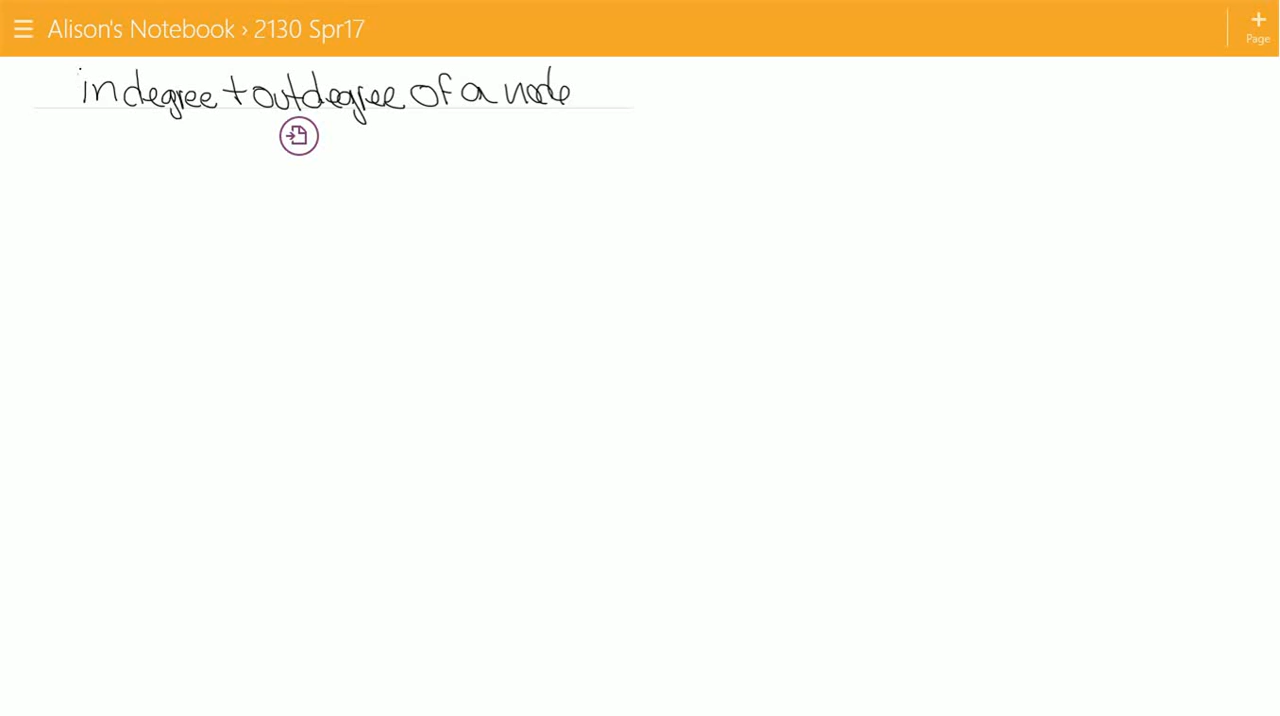 Alison's Notebook › 2130 Spr17
Page
indegree + outdegree of a node